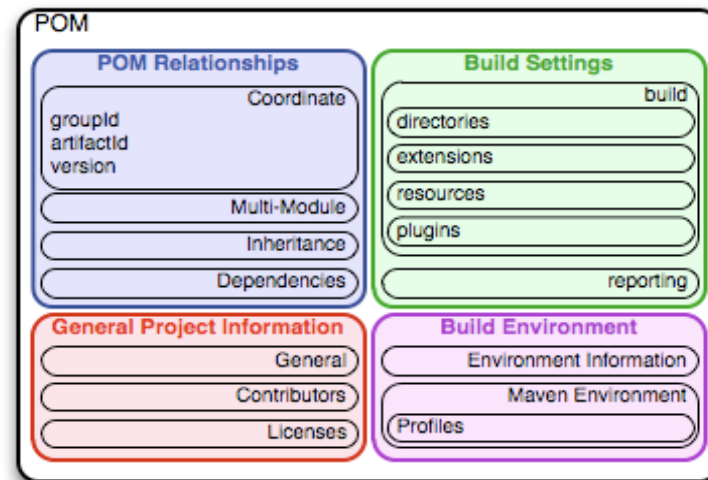 POM
POM Relationships
Coordinate
groupId
artifactId
version
Multi-Module
Inheritance
Dependencies
Build Settings
build
directories
extensions
resources
plugins
reporting
General Project Information
General
Contributors
Licenses
Build Environment
Environment Information
Maven Environment
Profiles